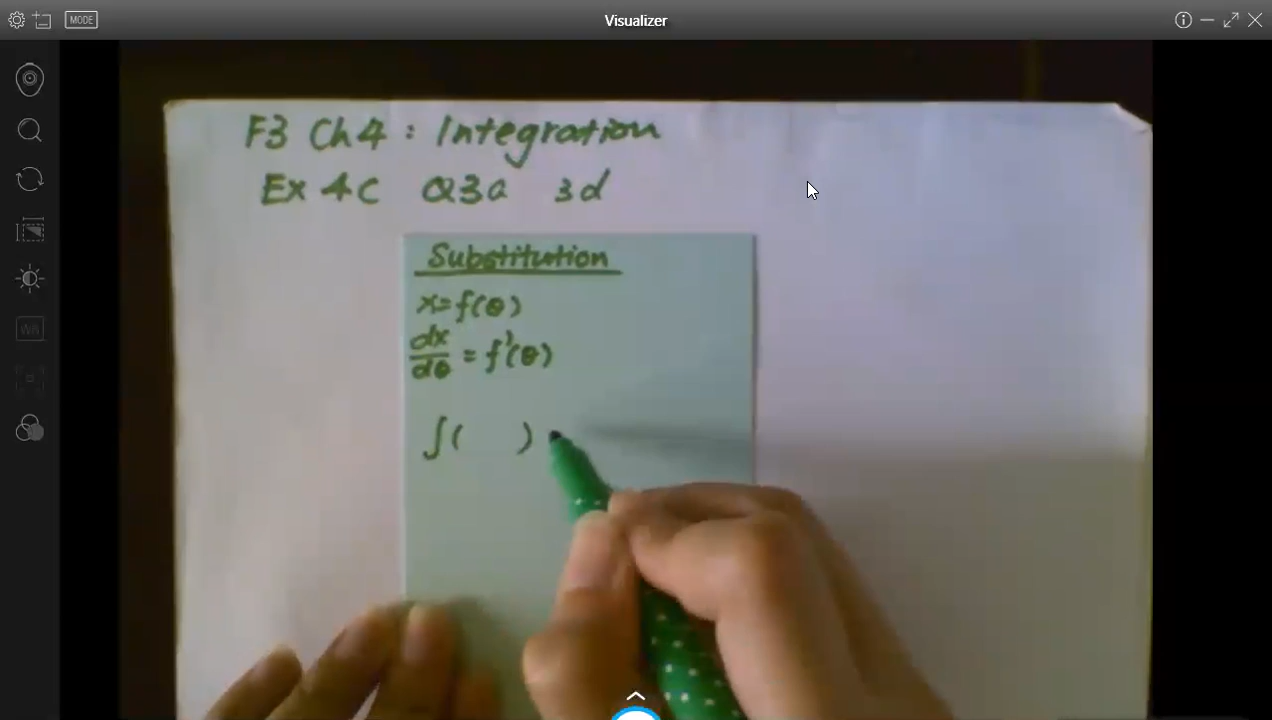 MODE
Visualizer
F3 Ch4 : Integration
Ex 4C Q3a 3d
Substitution
x=f(θ)
dx/dθ = f'(θ)
∫( )